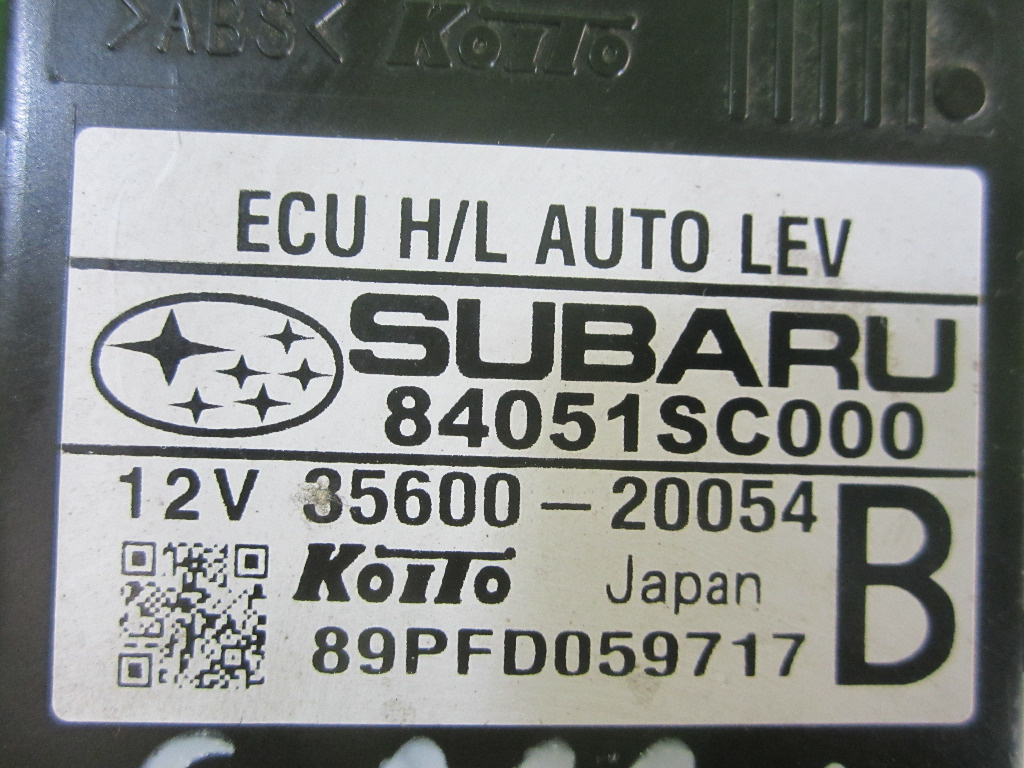 >ABS< KOITO
ECU H/L AUTO LEV
SUBARU
84051SC000
12V 35600-20054
B
KOITO Japan
89PFD059717